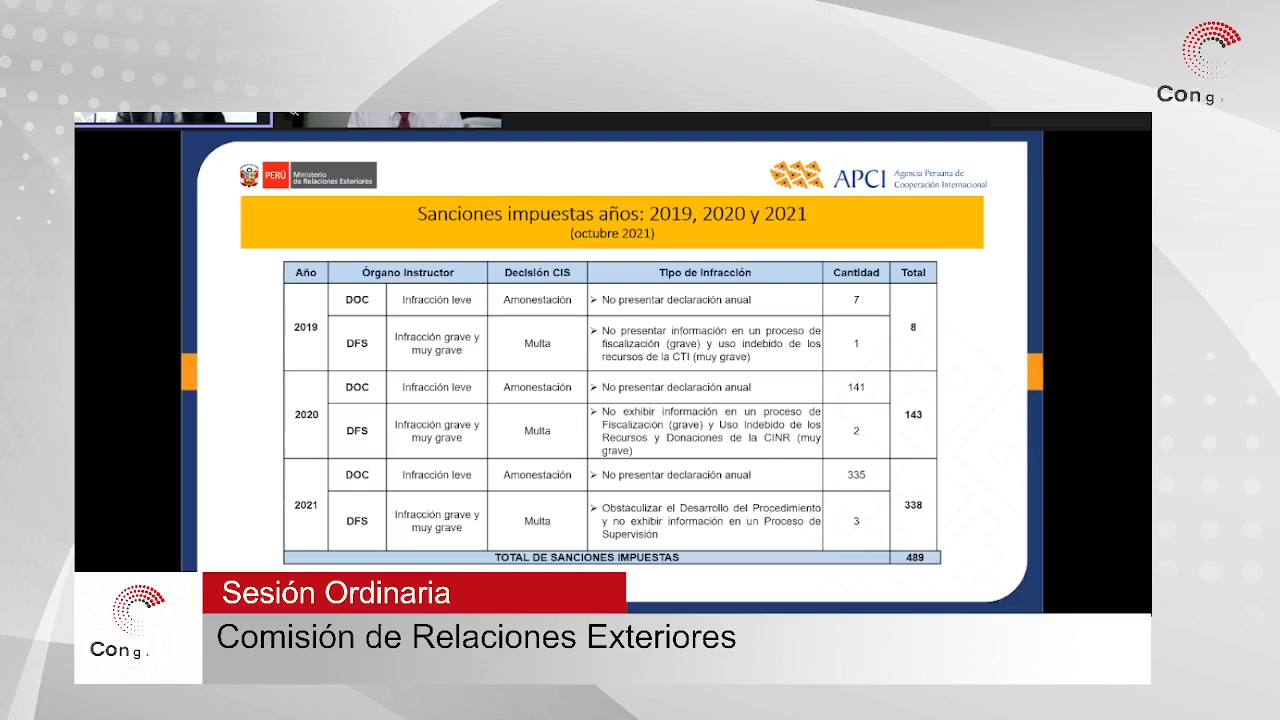 Cong
PERÚ
Ministerio
de Relaciones Exteriores
APCI
Agencia Peruana de
Cooperación Internacional
Sanciones impuestas años: 2019, 2020 y 2021
(octubre 2021)
Año Órgano Instructor Decisión CIS Tipo de Infracción Cantidad Total
2019
DOC Infracción leve Amonestación ➢ No presentar declaración anual 7
8
DFS
Infracción grave y
muy grave
Multa
➢ No presentar información en un proceso de
fiscalización (grave) y uso indebido de los
recursos de la CTI (muy grave)
1
2020
DOC Infracción leve Amonestación ➢ No presentar declaración anual 141
143
DFS
Infracción grave y
muy grave
Multa
➢ No exhibir información en un proceso de
Fiscalización (grave) y Uso Indebido de los
Recursos y Donaciones de la CINR (muy
grave)
2
2021
DOC Infracción leve Amonestación ➢ No presentar declaración anual 335
338
DFS
Infracción grave y
muy grave
Multa
➢ Obstaculizar el Desarrollo del Procedimiento
y no exhibir información en un Proceso de
Supervisión
3
TOTAL DE SANCIONES IMPUESTAS 489
Sesión Ordinaria
Cong
Comisión de Relaciones Exteriores